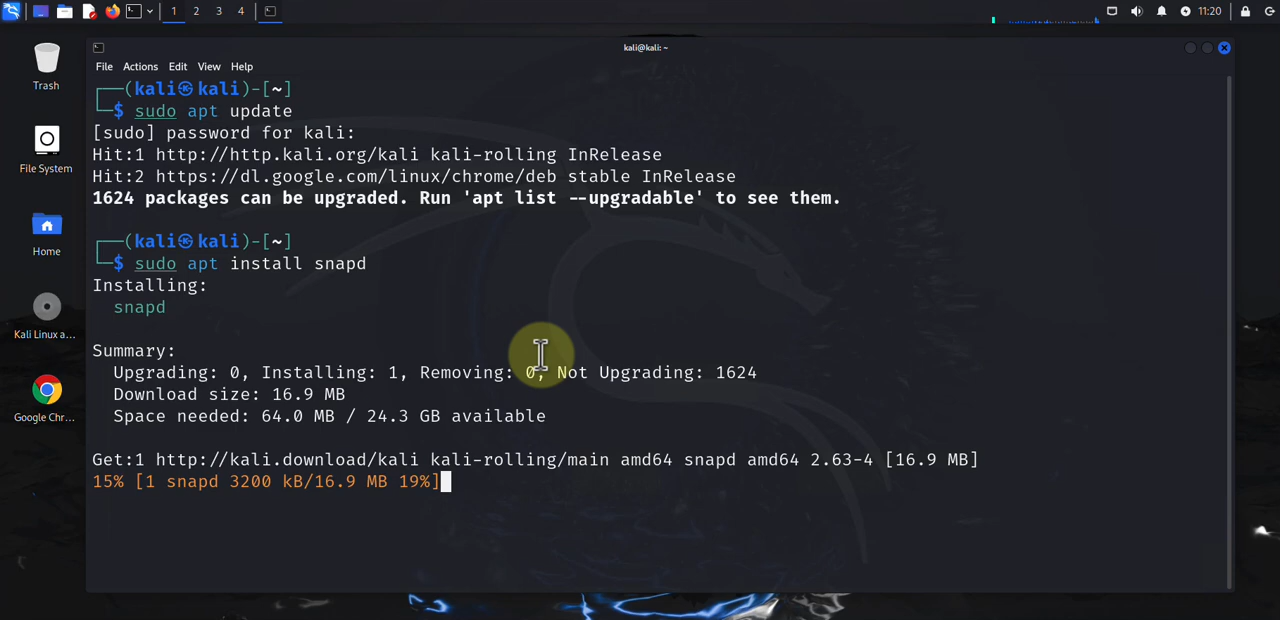 1 2 3 4
11:20
kali@kali: ~
File Actions Edit View Help
Trash
File System
Home
Kali Linux a...
Google Chr...
┌──(kali㉿kali)-[~]
└─$ sudo apt update
[sudo] password for kali:
Hit:1 http://http.kali.org/kali kali-rolling InRelease
Hit:2 https://dl.google.com/linux/chrome/deb stable InRelease
1624 packages can be upgraded. Run 'apt list --upgradable' to see them.
┌──(kali㉿kali)-[~]
└─$ sudo apt install snapd
Installing:
snapd
Summary:
Upgrading: 0, Installing: 1, Removing: 0, Not Upgrading: 1624
Download size: 16.9 MB
Space needed: 64.0 MB / 24.3 GB available
Get:1 http://kali.download/kali kali-rolling/main amd64 snapd amd64 2.63-4 [16.9 MB]
15% [1 snapd 3200 kB/16.9 MB 19%]